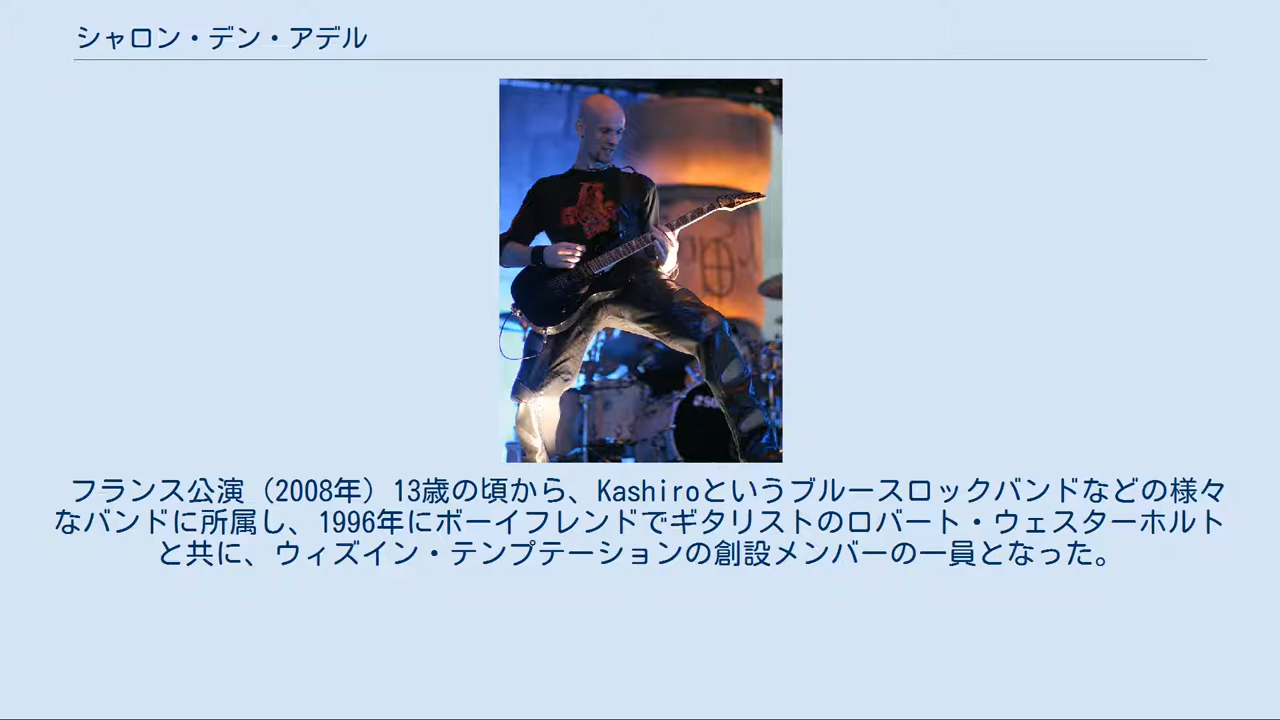 シャロン・デン・アデル
フランス公演（2008年）13歳の頃から、Kashiroというブルースロックバンドなどの様々
なバンドに所属し、1996年にボーイフレンドでギタリストのロバート・ウェスターホルト
と共に、ウィズイン・テンプテーションの創設メンバーの一員となった。